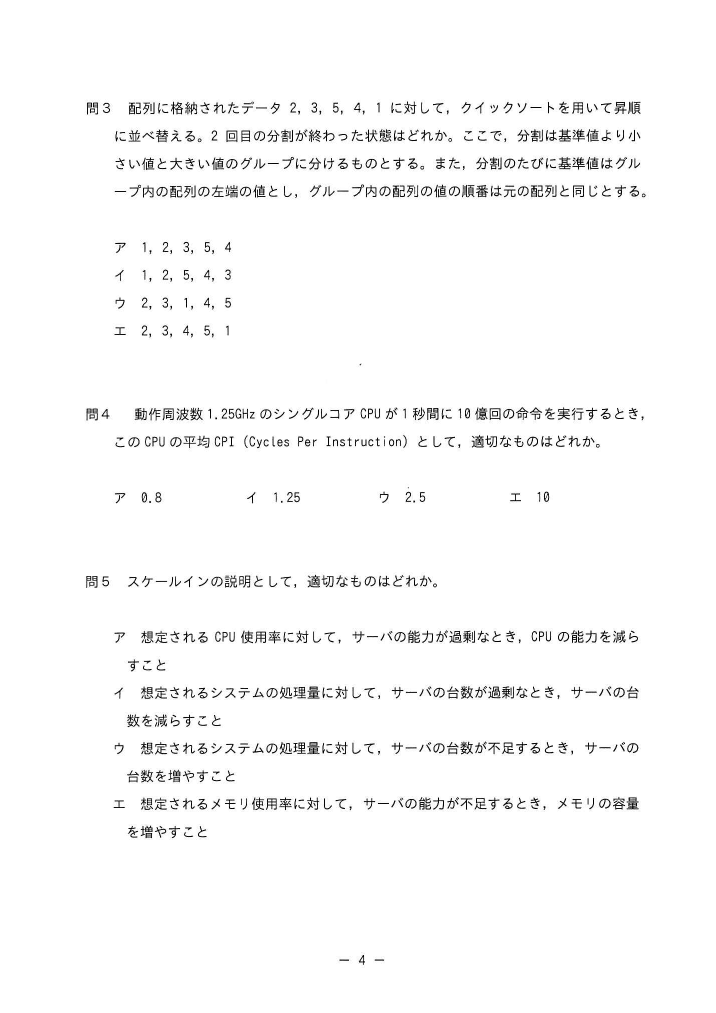 問３　配列に格納されたデータ 2，3，5，4，1 に対して，クイックソートを用いて昇順
に並べ替える。2 回目の分割が終わった状態はどれか。ここで，分割は基準値より小
さい値と大きい値のグループに分けるものとする。また，分割のたびに基準値はグル
ープ内の配列の左端の値とし，グループ内の配列の値の順番は元の配列と同じとする。
ア　1，2，3，5，4
イ　1，2，5，4，3
ウ　2，3，1，4，5
エ　2，3，4，5，1
問４　動作周波数 1.25GHz のシングルコア CPU が 1 秒間に 10 億回の命令を実行するとき，
この CPU の平均 CPI（Cycles Per Instruction）として，適切なものはどれか。
ア　0.8　イ　1.25　ウ　2.5　エ　10
問５　スケールインの説明として，適切なものはどれか。
ア　想定される CPU 使用率に対して，サーバの能力が過剰なとき，CPU の能力を減ら
すこと
イ　想定されるシステムの処理量に対して，サーバの台数が過剰なとき，サーバの台
数を減らすこと
ウ　想定されるシステムの処理量に対して，サーバの台数が不足するとき，サーバの
台数を増やすこと
エ　想定されるメモリ使用率に対して，サーバの能力が不足するとき，メモリの容量
を増やすこと
－ 4 －